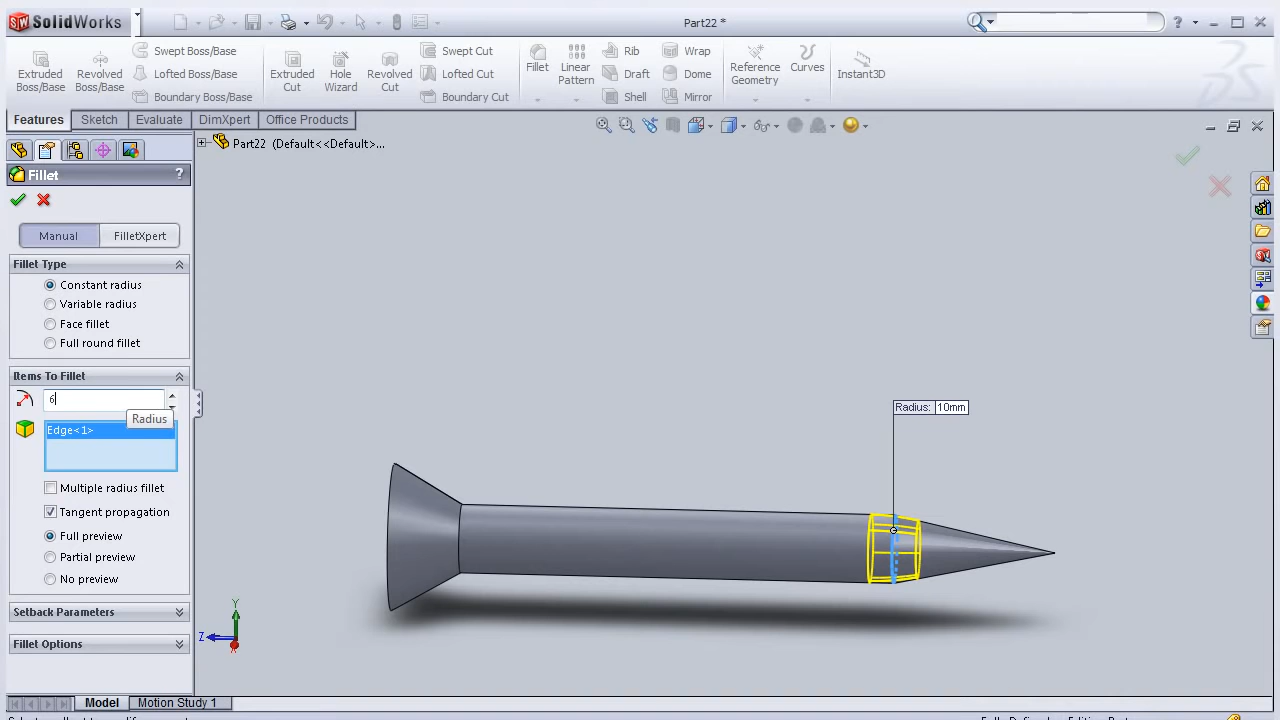 SolidWorks
Part22 *
Extruded Boss/Base
Revolved Boss/Base
Swept Boss/Base
Lofted Boss/Base
Boundary Boss/Base
Extruded Cut
Hole Wizard
Revolved Cut
Swept Cut
Lofted Cut
Boundary Cut
Fillet
Linear Pattern
Rib
Draft
Shell
Wrap
Dome
Mirror
Reference Geometry
Curves
Instant3D
Features
Sketch
Evaluate
DimXpert
Office Products
Part22 (Default<<Default>...
Fillet
?
Manual
FilletXpert
Fillet Type
Constant radius
Variable radius
Face fillet
Full round fillet
Items To Fillet
6
Radius
Edge<1>
Multiple radius fillet
Tangent propagation
Full preview
Partial preview
No preview
Setback Parameters
Fillet Options
Radius: 10mm
Y
Z
Model
Motion Study 1